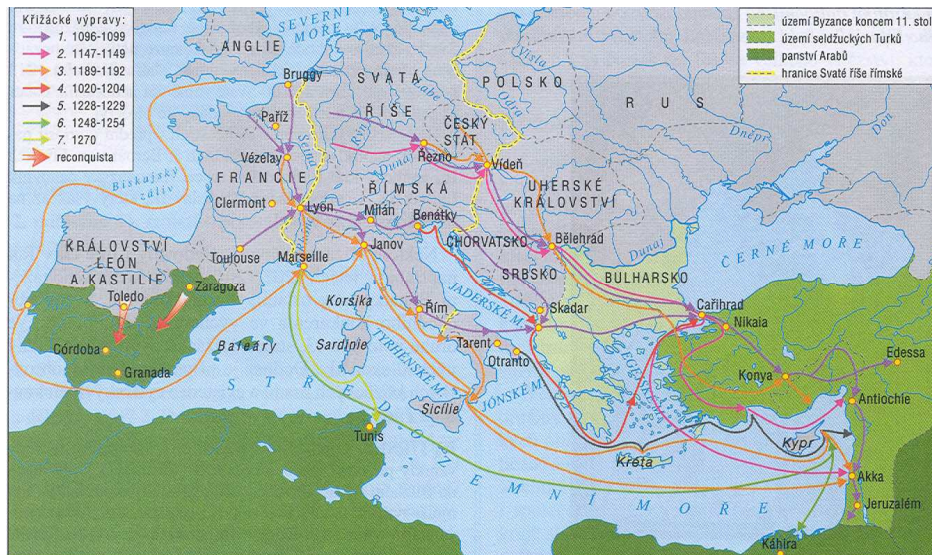 Křižácké výpravy:
1. 1096-1099
2. 1147-1149
3. 1189-1192
4. 1020-1204
5. 1228-1229
6. 1248-1254
7. 1270
reconquista
území Byzance koncem 11. stol
území seldžuckých Turků
panství Arabů
hranice Svaté říše římské
SEVERNÍ
MOŘE
ANGLIE
Bruggy
SVATÁ
ŘÍŠE
ŘÍMSKÁ
POLSKO
Visla
Odra
Labe
Rýn
RUS
Dněpr
Don
Paříž
Vézelay
FRANCIE
Clermont
Lyon
Toulouse
Marseille
Biskajský
záliv
ČESKÝ
STÁT
Řezno
Dunaj
Vídeň
UHERSKÉ
KRÁLOVSTVÍ
Milán
Benátky
Janov
CHORVATSKO
Bělehrad
SRBSKO
BULHARSKO
Dunaj
ČERNÉ MOŘE
KRÁLOVSTVÍ
LEÓN
A KASTILIE
Toledo
Zaragoza
Córdoba
Granada
Baleáry
Korsika
Sardinie
Řím
JADERSKÉ M.
Skadar
Tarent
Otranto
TYRHÉNSKÉ M.
JÓNSKÉ M.
Sicílie
Tunis
Cařihrad
Nikaia
Konya
Edessa
Antiochie
Kypr
Kréta
Akka
Jeruzalém
Káhira
STŘEDOZEMNÍ MOŘE